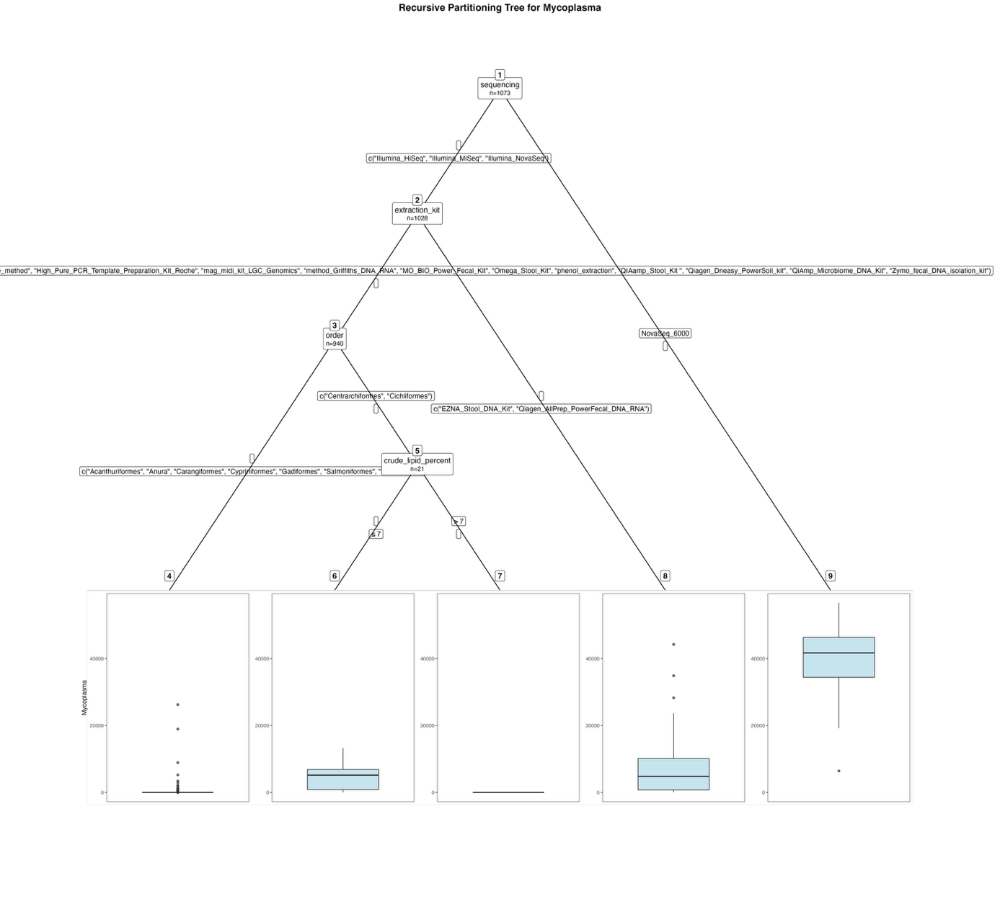 Recursive Partitioning Tree for Mycoplasma
1
sequencing
n=1073
c("Illumina_HiSeq", "Illumina_MiSeq", "Illumina_NovaSeq")
2
extraction_kit
n=1028
_method", "High_Pure_PCR_Template_Preparation_Kit_Roche", "mag_midi_kit_LGC_Genomics", "method_Griffiths_DNA_RNA", "MO_BIO_Power_Fecal_Kit", "Omega_Stool_Kit", "phenol_extraction", "QIAamp_Stool_Kit ", "Qiagen_Dneasy_PowerSoil_kit", "QiAmp_Microbiome_DNA_Kit", "Zymo_fecal_DNA_isolation_kit")
3
order
n=940
NovaSeq_6000
c("Centrarchiformes", "Cichliformes")
c("EZNA_Stool_DNA_Kit", "Qiagen_AllPrep_PowerFecal_DNA_RNA")
5
crude_lipid_percent
n=21
c("Acanthuriformes", "Anura", "Carangiformes", "Cypriniformes", "Gadiformes", "Salmoniformes", "
> 7
≤ 7
4
6
7
8
9
Mycoplasma
40000
20000
0
40000
20000
0
40000
20000
0
40000
20000
0
40000
20000
0